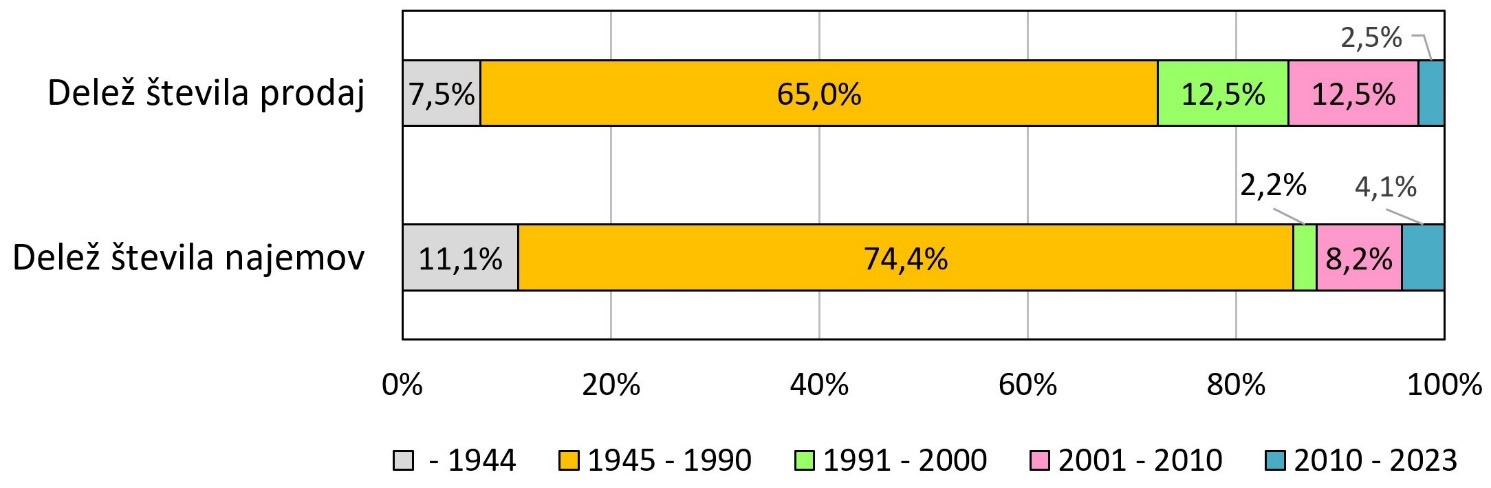 2,5%
Delež števila prodaj 7,5% 65,0% 12,5% 12,5%
2,2% 4,1%
Delež števila najemov 11,1% 74,4% 8,2%
0% 20% 40% 60% 80% 100%
- 1944 1945 - 1990 1991 - 2000 2001 - 2010 2010 - 2023